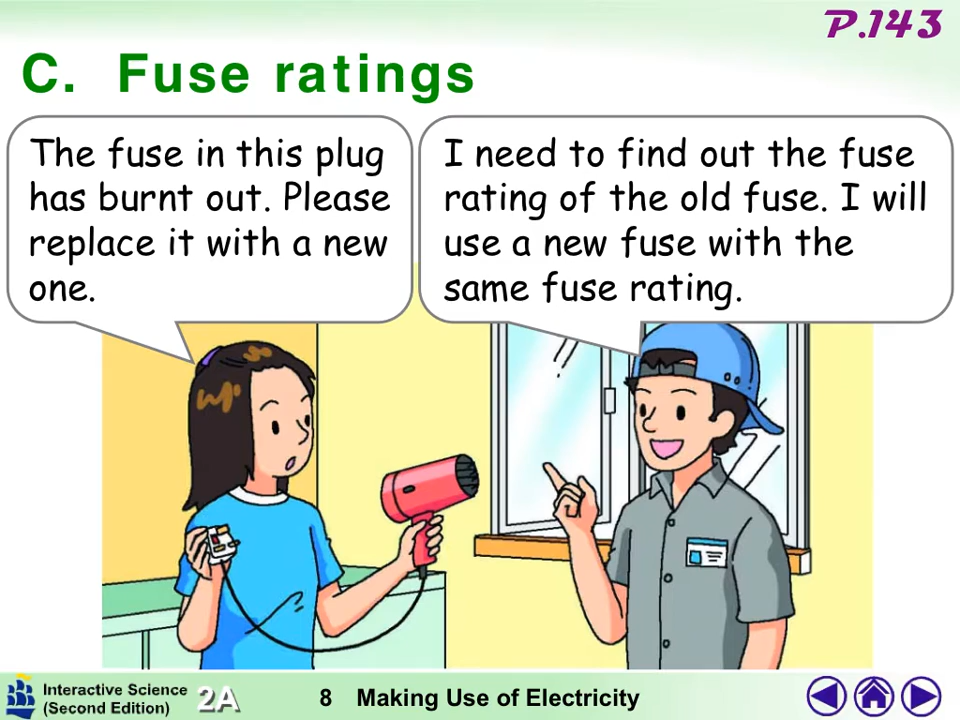 P.143
C. Fuse ratings
The fuse in this plug
has burnt out. Please
replace it with a new
one.
I need to find out the fuse
rating of the old fuse. I will
use a new fuse with the
same fuse rating.
Interactive Science
(Second Edition)
2A
8 Making Use of Electricity